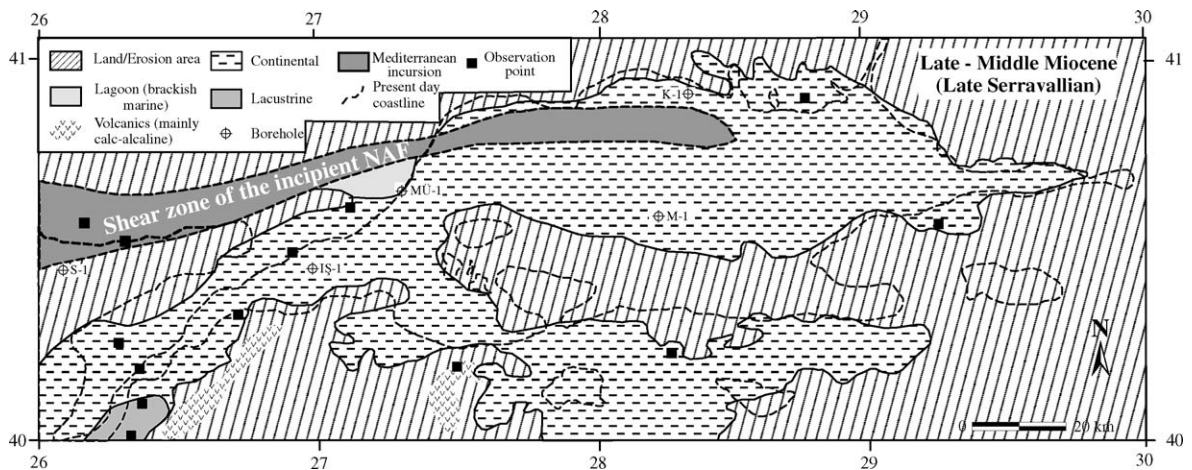 26 27 28 29 30
41 41
Land/Erosion area
Continental
Mediterranean
incursion
Observation
point
Lagoon (brackish
marine)
Lacustrine
Present day
coastline
Volcanics (mainly
calc-alcaline)
Borehole
Late - Middle Miocene
(Late Serravallian)
K-1
Shear zone of the incipient NAF
MÜ-1
M-1
S-1
IŞ-1
N
0 20 km
40 40
26 27 28 29 30